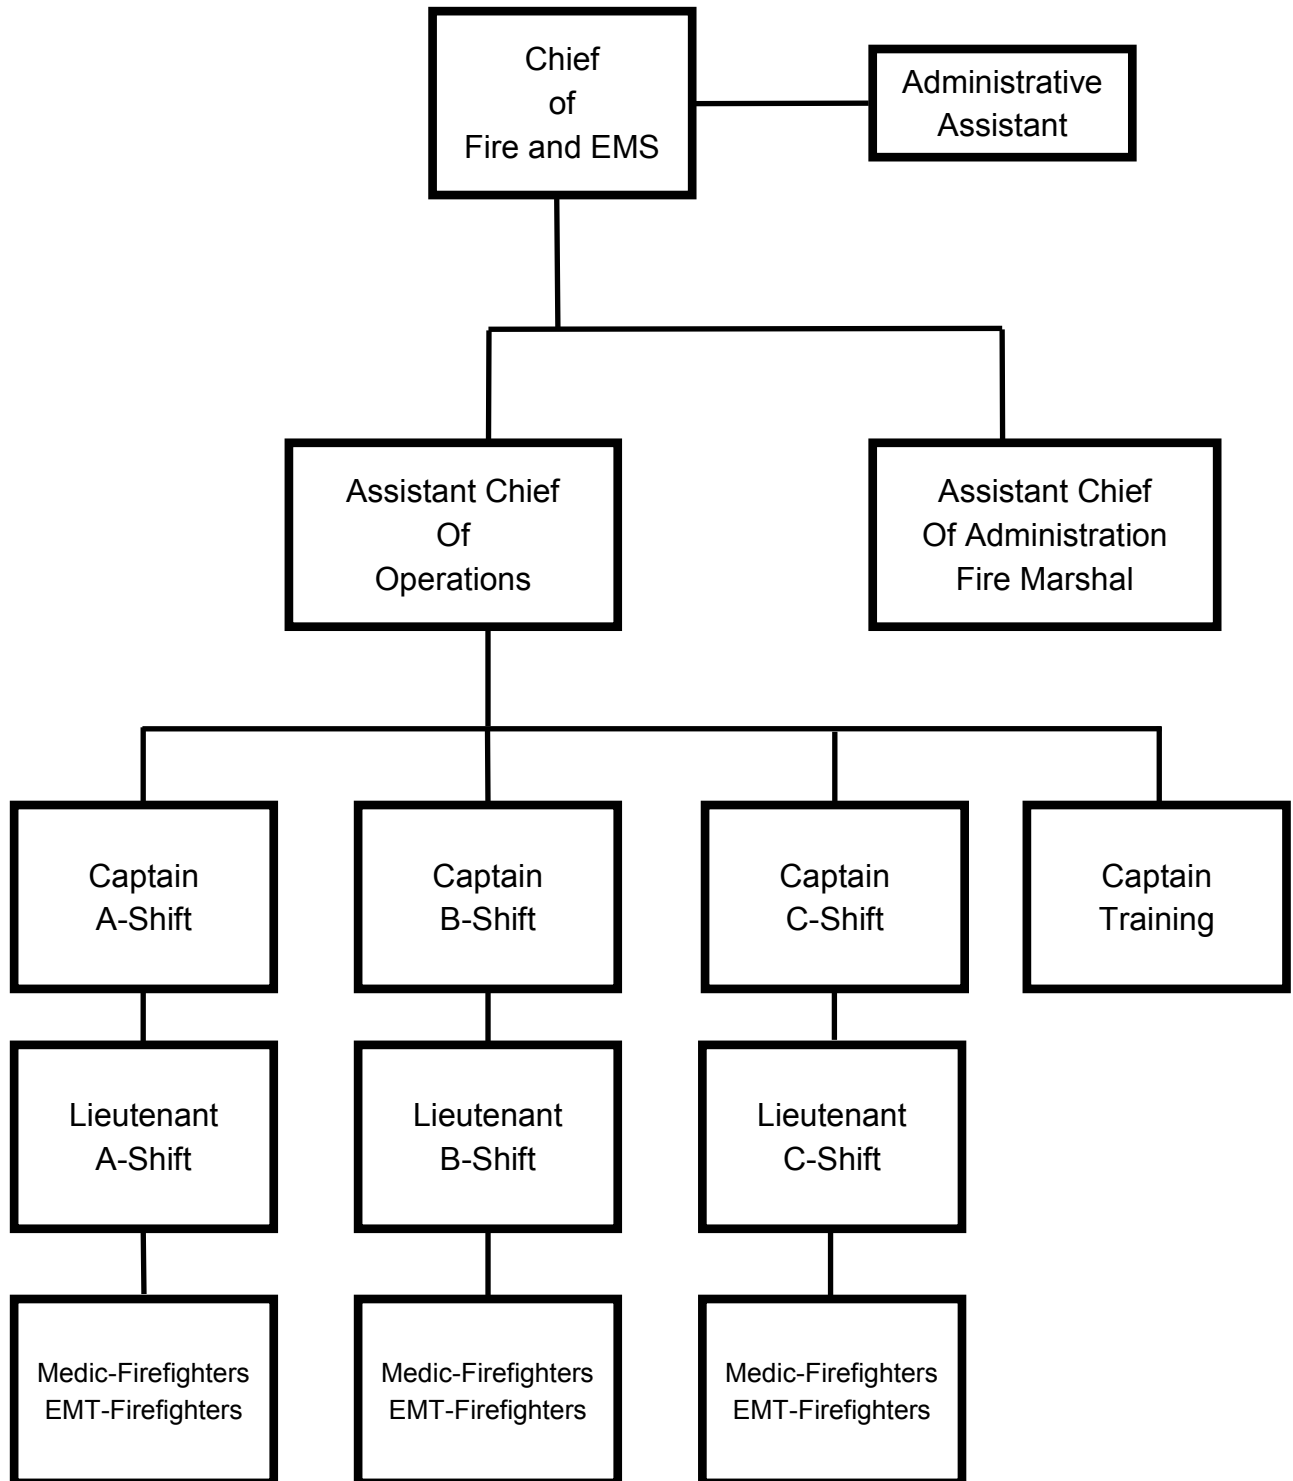 Chief
of
Fire and EMS
Administrative
Assistant
Assistant Chief
Of
Operations
Assistant Chief
Of Administration
Fire Marshal
Captain
A-Shift
Captain
B-Shift
Captain
C-Shift
Captain
Training
Lieutenant
A-Shift
Lieutenant
B-Shift
Lieutenant
C-Shift
Medic-Firefighters
EMT-Firefighters
Medic-Firefighters
EMT-Firefighters
Medic-Firefighters
EMT-Firefighters